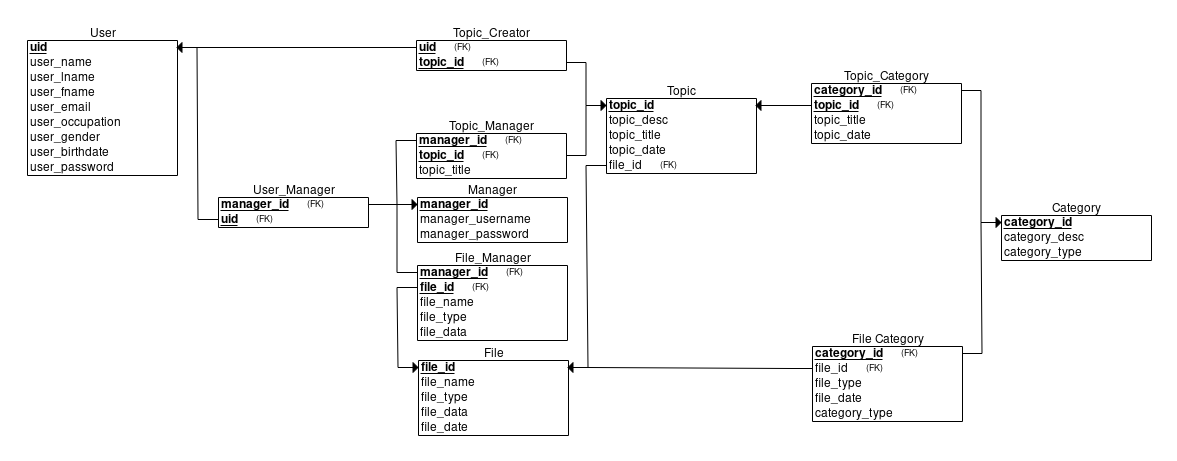 User
uid
user_name
user_lname
user_fname
user_email
user_occupation
user_gender
user_birthdate
user_password
Topic_Creator
uid (FK)
topic_id (FK)
Topic_Manager
manager_id (FK)
topic_id (FK)
topic_title
User_Manager
manager_id (FK)
uid (FK)
Manager
manager_id
manager_username
manager_password
File_Manager
manager_id (FK)
file_id (FK)
file_name
file_type
file_data
File
file_id
file_name
file_type
file_data
file_date
Topic
topic_id
topic_desc
topic_title
topic_date
file_id (FK)
Topic_Category
category_id (FK)
topic_id (FK)
topic_title
topic_date
Category
category_id
category_desc
category_type
File Category
category_id (FK)
file_id (FK)
file_type
file_date
category_type